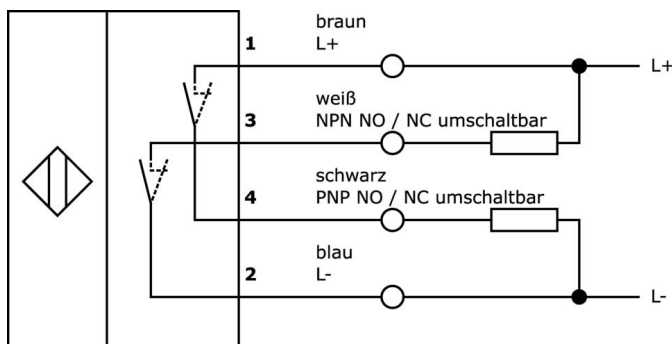 braun
1 L+
L+
weiß
3 NPN NO / NC umschaltbar
schwarz
4 PNP NO / NC umschaltbar
blau
2 L-
L-